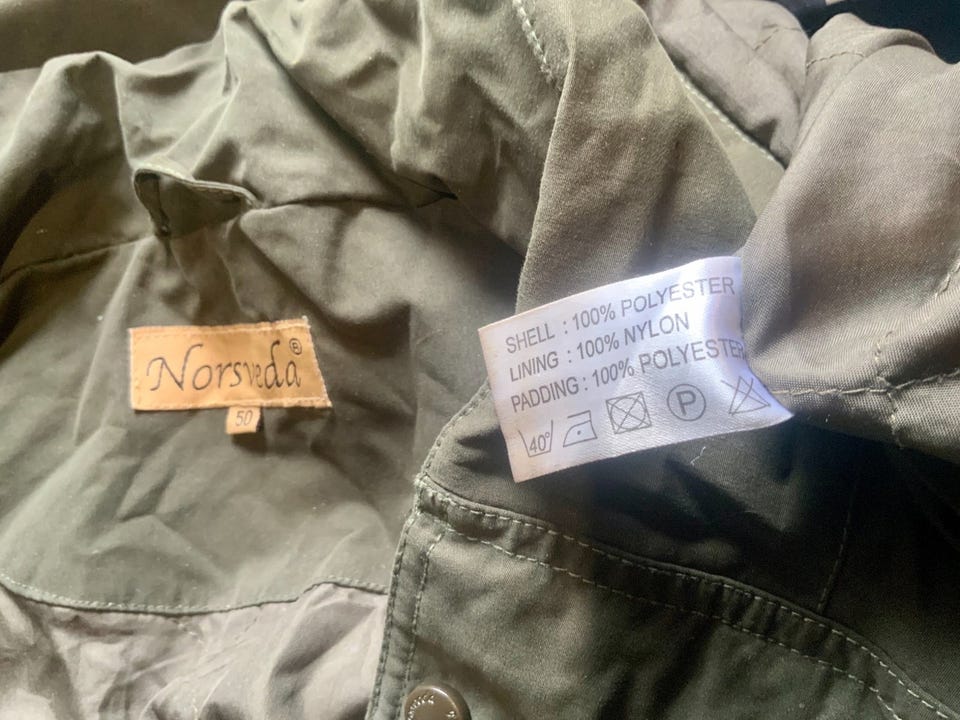 Norsveda®
50
SHELL : 100% POLYESTER
LINING : 100% NYLON
PADDING : 100% POLYESTER
40° P